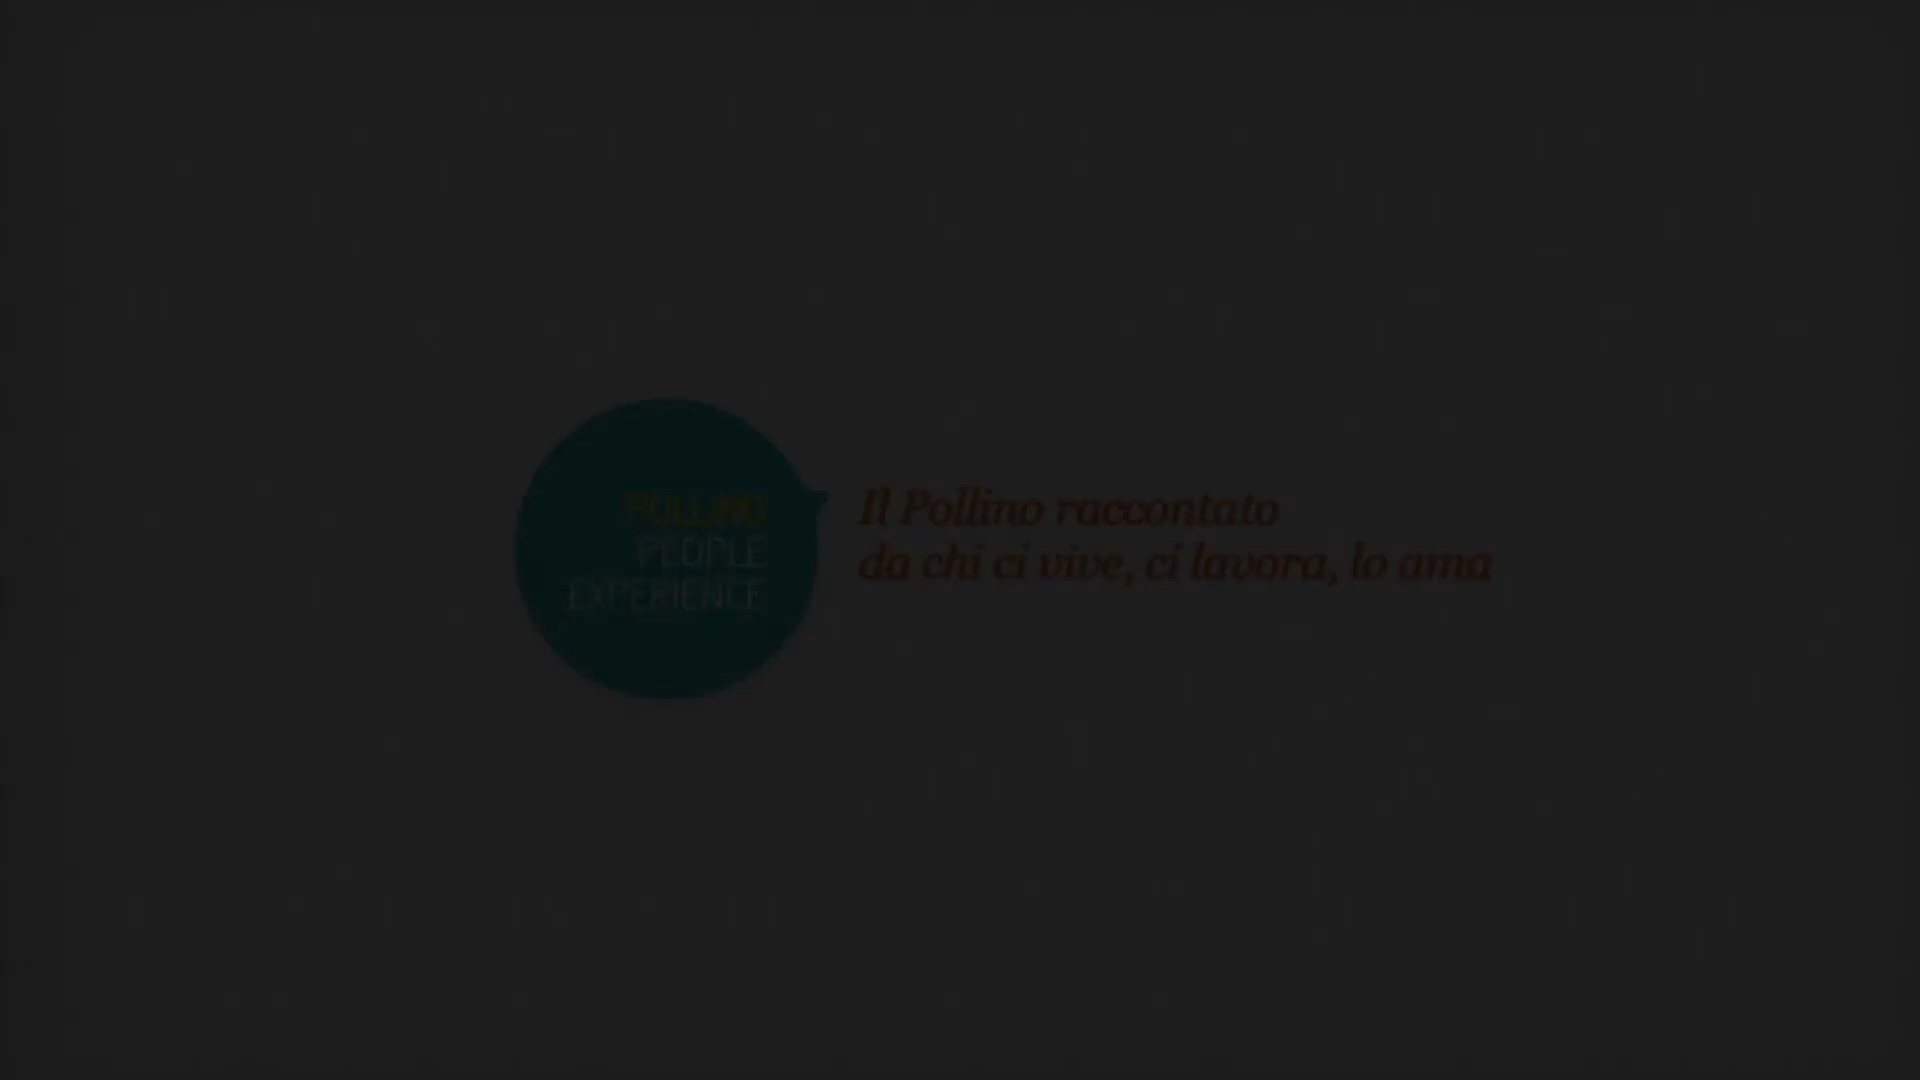 POLLINO
PEOPLE
EXPERIENCE
Il Pollino raccontato
da chi ci vive, ci lavora, lo ama